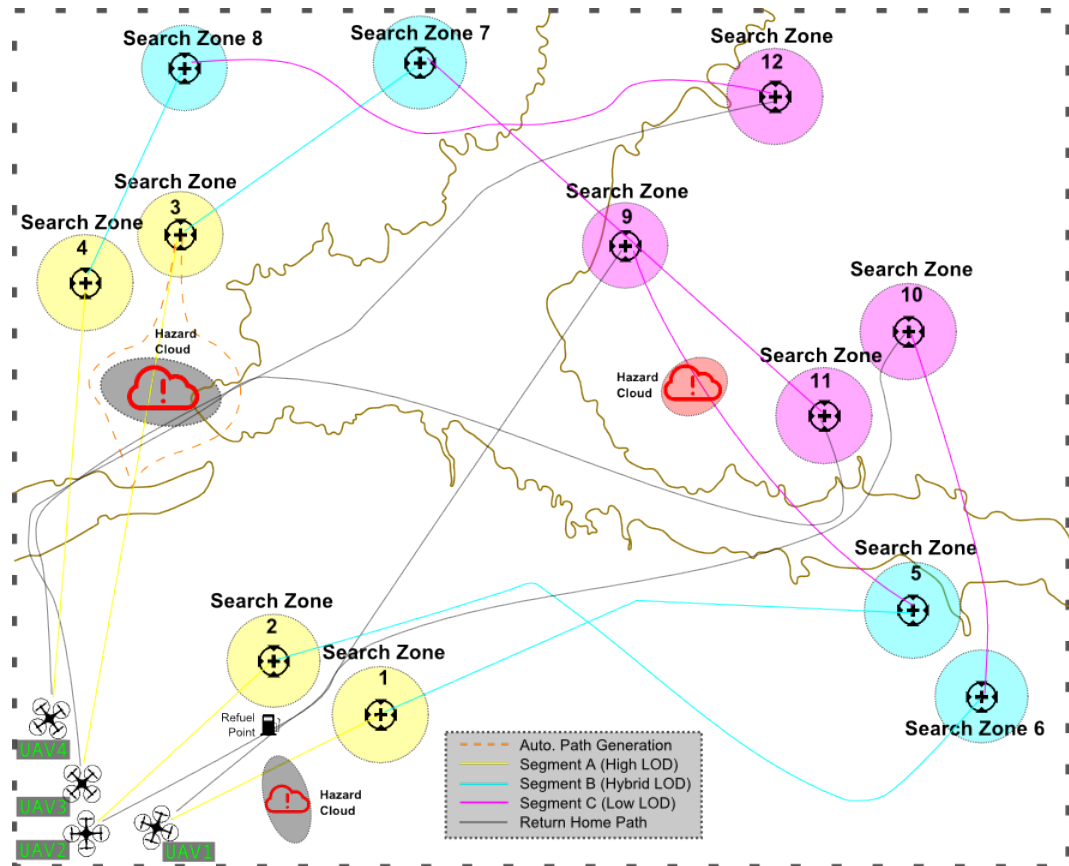 Search Zone 8
Search Zone 7
Search Zone
12
Search Zone
3
Search Zone
4
Search Zone
9
Search Zone
10
Hazard
Cloud
Search Zone
11
Hazard
Cloud
Search Zone
5
Search Zone
2
Search Zone
1
Search Zone 6
Refuel
Point
UAV4
UAV3
UAV2
UAV1
Hazard
Cloud
Auto. Path Generation
Segment A (High LOD)
Segment B (Hybrid LOD)
Segment C (Low LOD)
Return Home Path